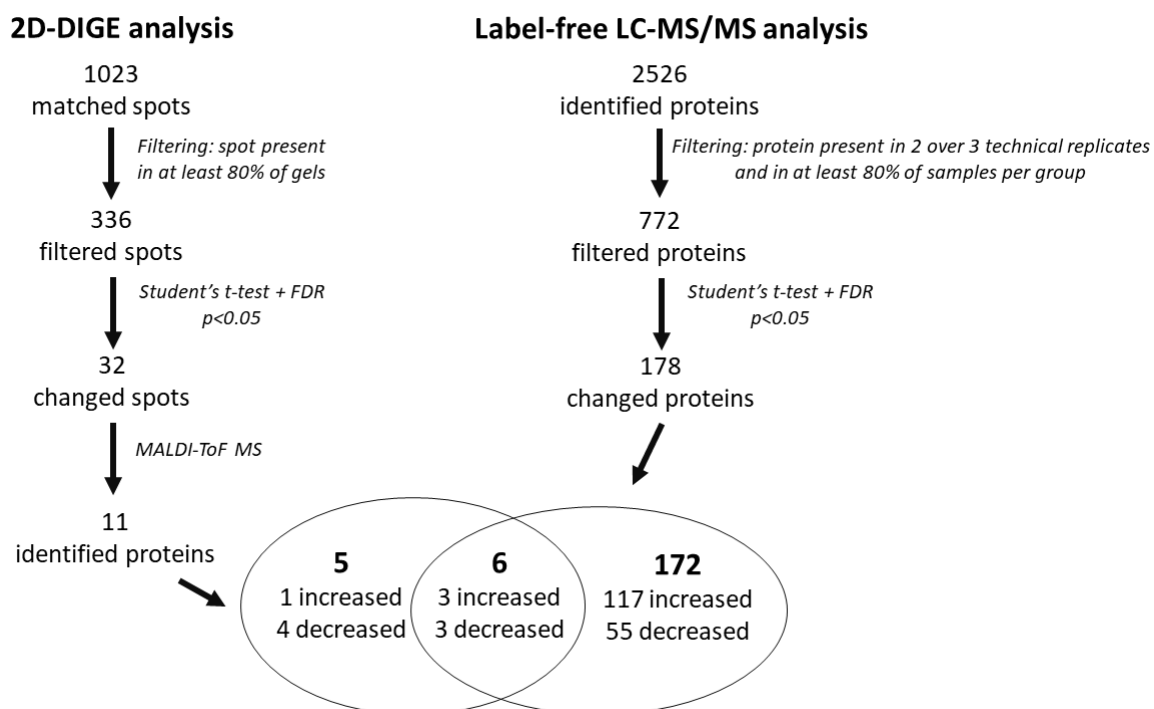 2D-DIGE analysis
1023
matched spots
Filtering: spot present
in at least 80% of gels
336
filtered spots
Student's t-test + FDR
p<0.05
32
changed spots
MALDI-ToF MS
11
identified proteins
Label-free LC-MS/MS analysis
2526
identified proteins
Filtering: protein present in 2 over 3 technical replicates
and in at least 80% of samples per group
772
filtered proteins
Student's t-test + FDR
p<0.05
178
changed proteins
5
1 increased
4 decreased
6
3 increased
3 decreased
172
117 increased
55 decreased